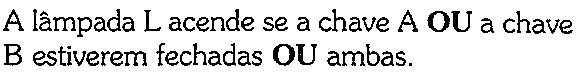 A lâmpada L acende se a chave A OU a chave
B estiverem fechadas OU ambas.